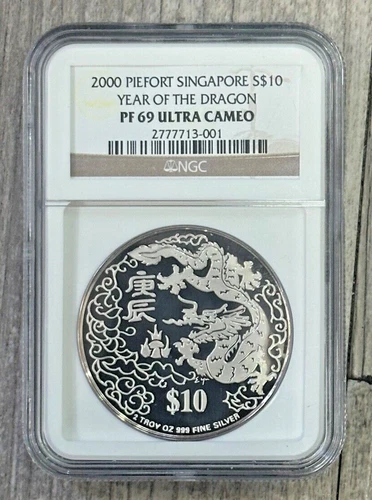 2000 PIEFORT SINGAPORE S$10
YEAR OF THE DRAGON
PF 69 ULTRA CAMEO
2777713-001
NGC
庚
辰
$10
2 TROY OZ 999 FINE SILVER